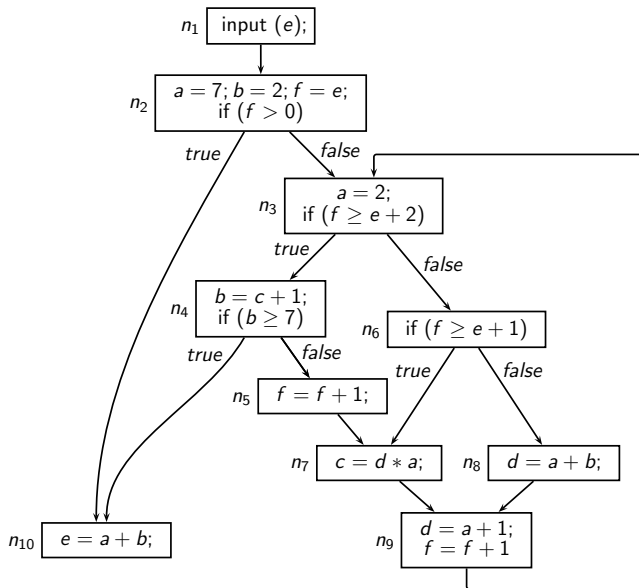 n1 input (e);
n2 a = 7; b = 2; f = e;
if (f > 0)
true false
n3 a = 2;
if (f ≥ e + 2)
true false
n4 b = c + 1;
if (b ≥ 7)
n6 if (f ≥ e + 1)
true false true false
n5 f = f + 1;
n7 c = d * a;
n8 d = a + b;
n10 e = a + b;
n9 d = a + 1;
f = f + 1